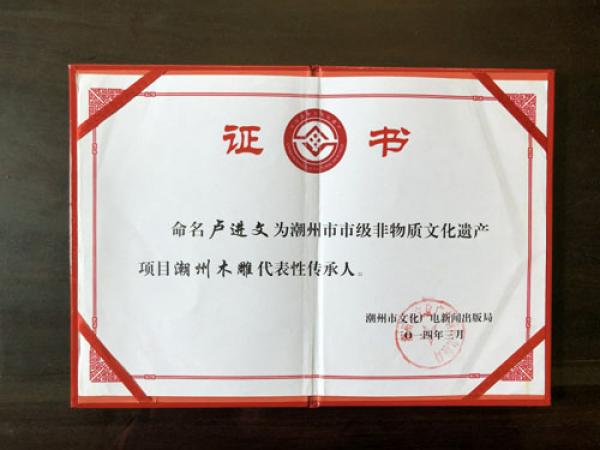 证书
命名卢进文为潮州市市级非物质文化遗产
项目潮州木雕代表性传承人。
潮州市文化广电新闻出版局
二〇一四年三月